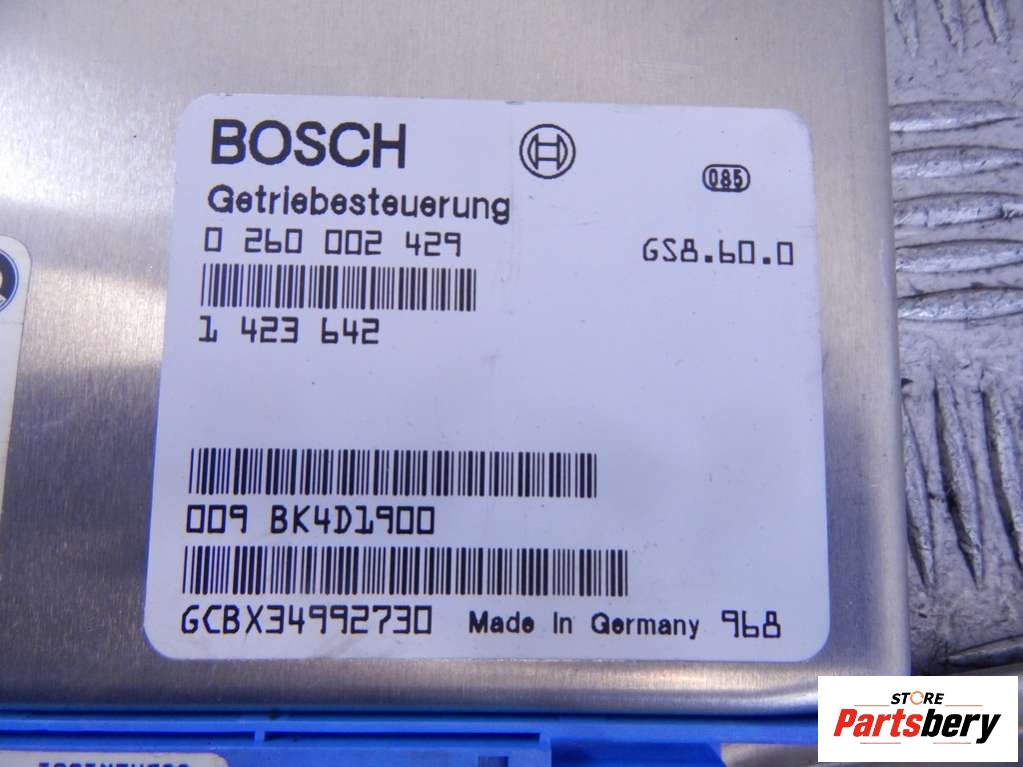 BOSCH
085
Getriebesteuerung
0 260 002 429
GS8.60.0
1 423 642
009 BK4D1900
GCBX34992730 Made In Germany 968
STORE
Partsbery